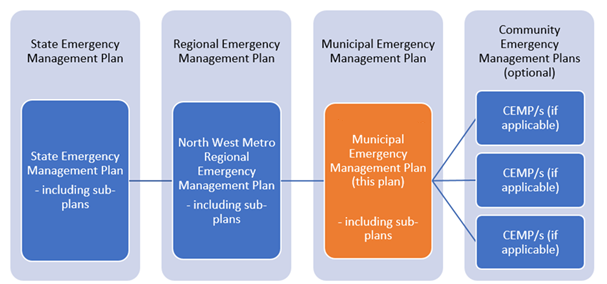 State Emergency
Management Plan
State Emergency
Management Plan
- including sub-
plans
Regional Emergency
Management Plan
North West Metro
Regional
Emergency
Management Plan
- including sub-
plans
Municipal Emergency
Management Plan
Municipal
Emergency
Management Plan
(this plan)
- including sub-
plans
Community
Emergency
Management Plans
(optional)
CEMP/s (if
applicable)
CEMP/s (if
applicable)
CEMP/s (if
applicable)